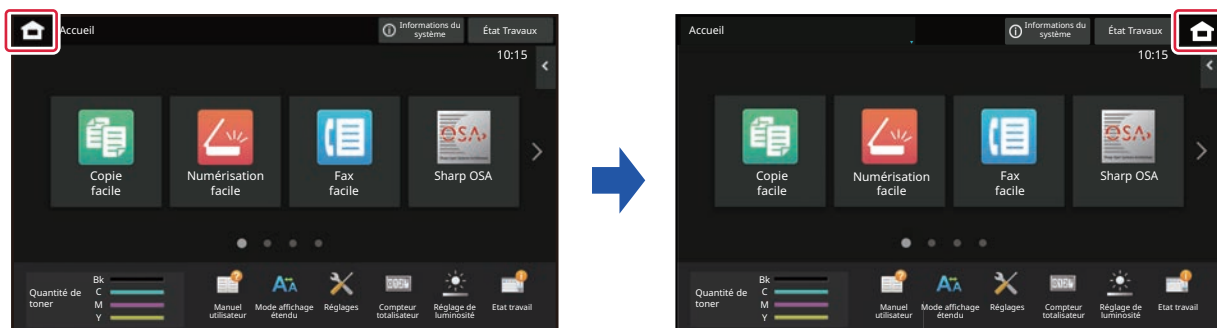 Accueil
Informations du
système
État Travaux
10:15
Copie
facile
Numérisation
facile
Fax
facile
OSA
Sharp OSA
Quantité de
toner
Bk
C
M
Y
Manuel
utilisateur
Mode affichage
étendu
Réglages
Compteur
totalisateur
Réglage de
luminosité
Etat travail
Accueil
Informations du
système
État Travaux
10:15
Copie
facile
Numérisation
facile
Fax
facile
OSA
Sharp OSA
Quantité de
toner
Bk
C
M
Y
Manuel
utilisateur
Mode affichage
étendu
Réglages
Compteur
totalisateur
Réglage de
luminosité
Etat travail